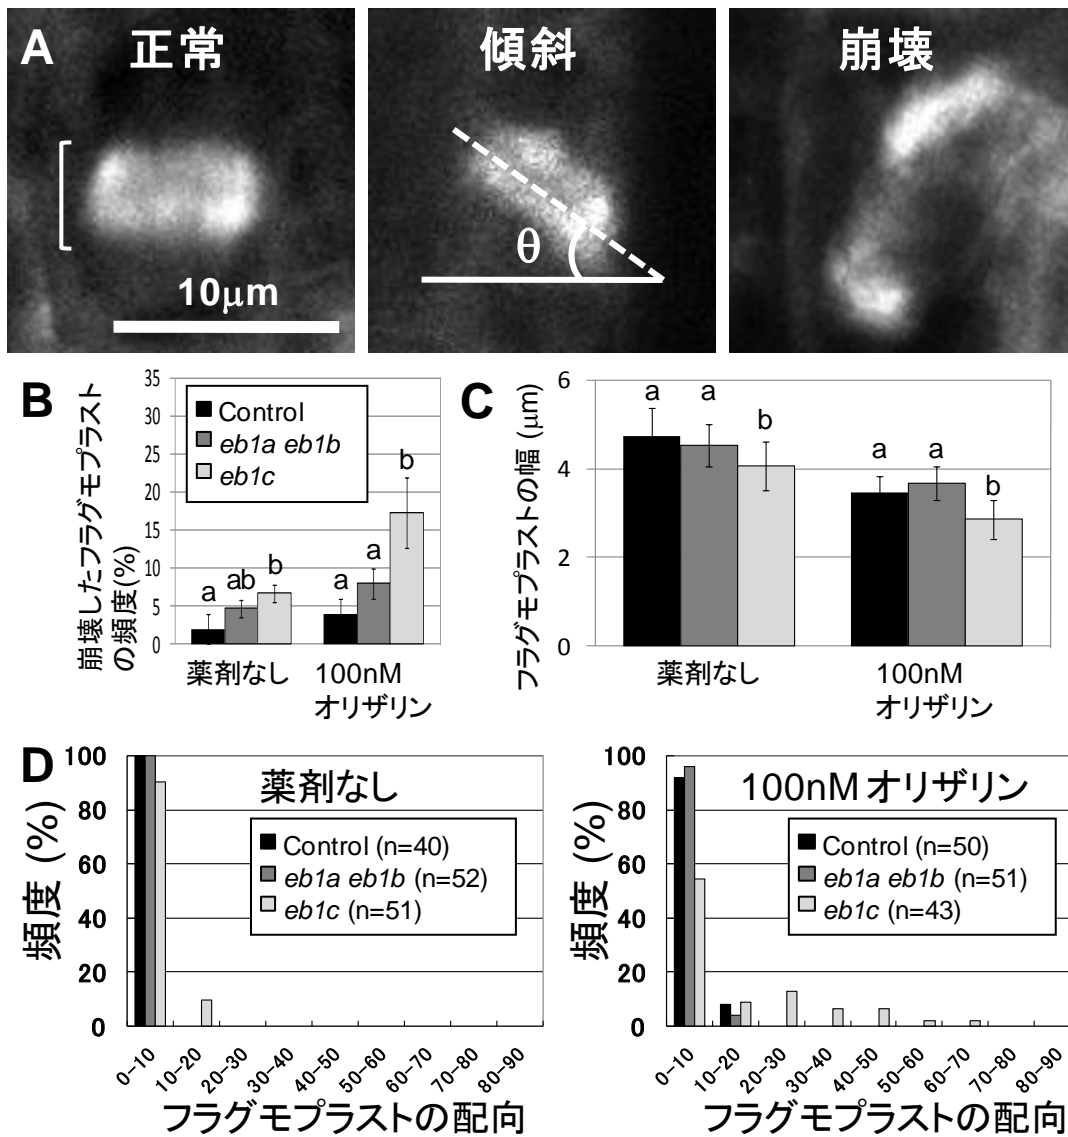 A
正常
傾斜
崩壊
10μm
θ
B
崩壊したフラグモプラスト
の頻度(%)
35
30
25
20
15
10
5
0
Control
eb1a eb1b
eb1c
a
ab
b
a
a
b
薬剤なし
100nM
オリザリン
C
フラグモプラストの幅 (μm)
6
4
2
0
a
a
b
a
a
b
薬剤なし
100nM
オリザリン
D
頻度 (%)
100
80
60
40
20
0
薬剤なし
Control (n=40)
eb1a eb1b (n=52)
eb1c (n=51)
0-10
10-20
20-30
30-40
40-50
50-60
60-70
70-80
80-90
フラグモプラストの配向
頻度 (%)
100
80
60
40
20
0
100nM オリザリン
Control (n=50)
eb1a eb1b (n=51)
eb1c (n=43)
0-10
10-20
20-30
30-40
40-50
50-60
60-70
70-80
80-90
フラグモプラストの配向